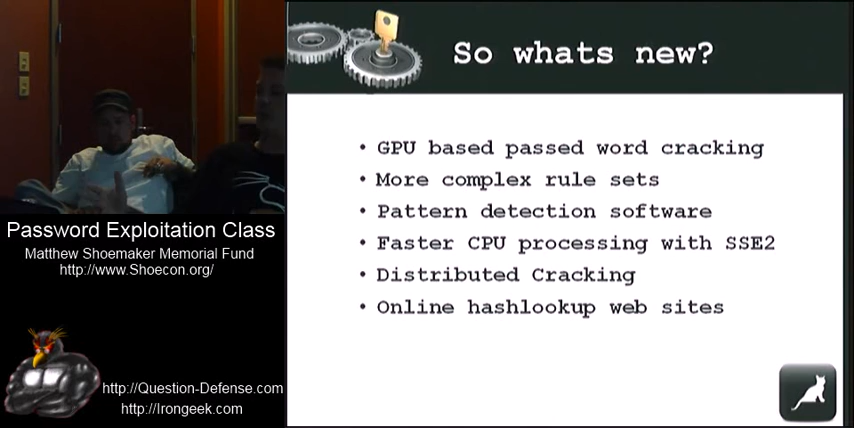 So whats new?
• GPU based passed word cracking
• More complex rule sets
• Pattern detection software
• Faster CPU processing with SSE2
• Distributed Cracking
• Online hashlookup web sites
Password Exploitation Class
Matthew Shoemaker Memorial Fund
http://www.Shoecon.org/
http://Question-Defense.com
http://Irongeek.com